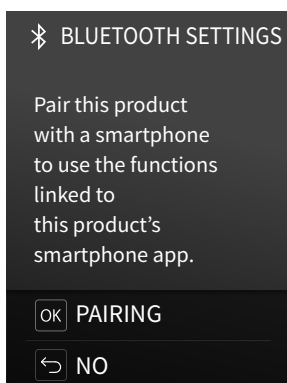 BLUETOOTH SETTINGS
Pair this product
with a smartphone
to use the functions
linked to
this product's
smartphone app.
OK PAIRING
NO